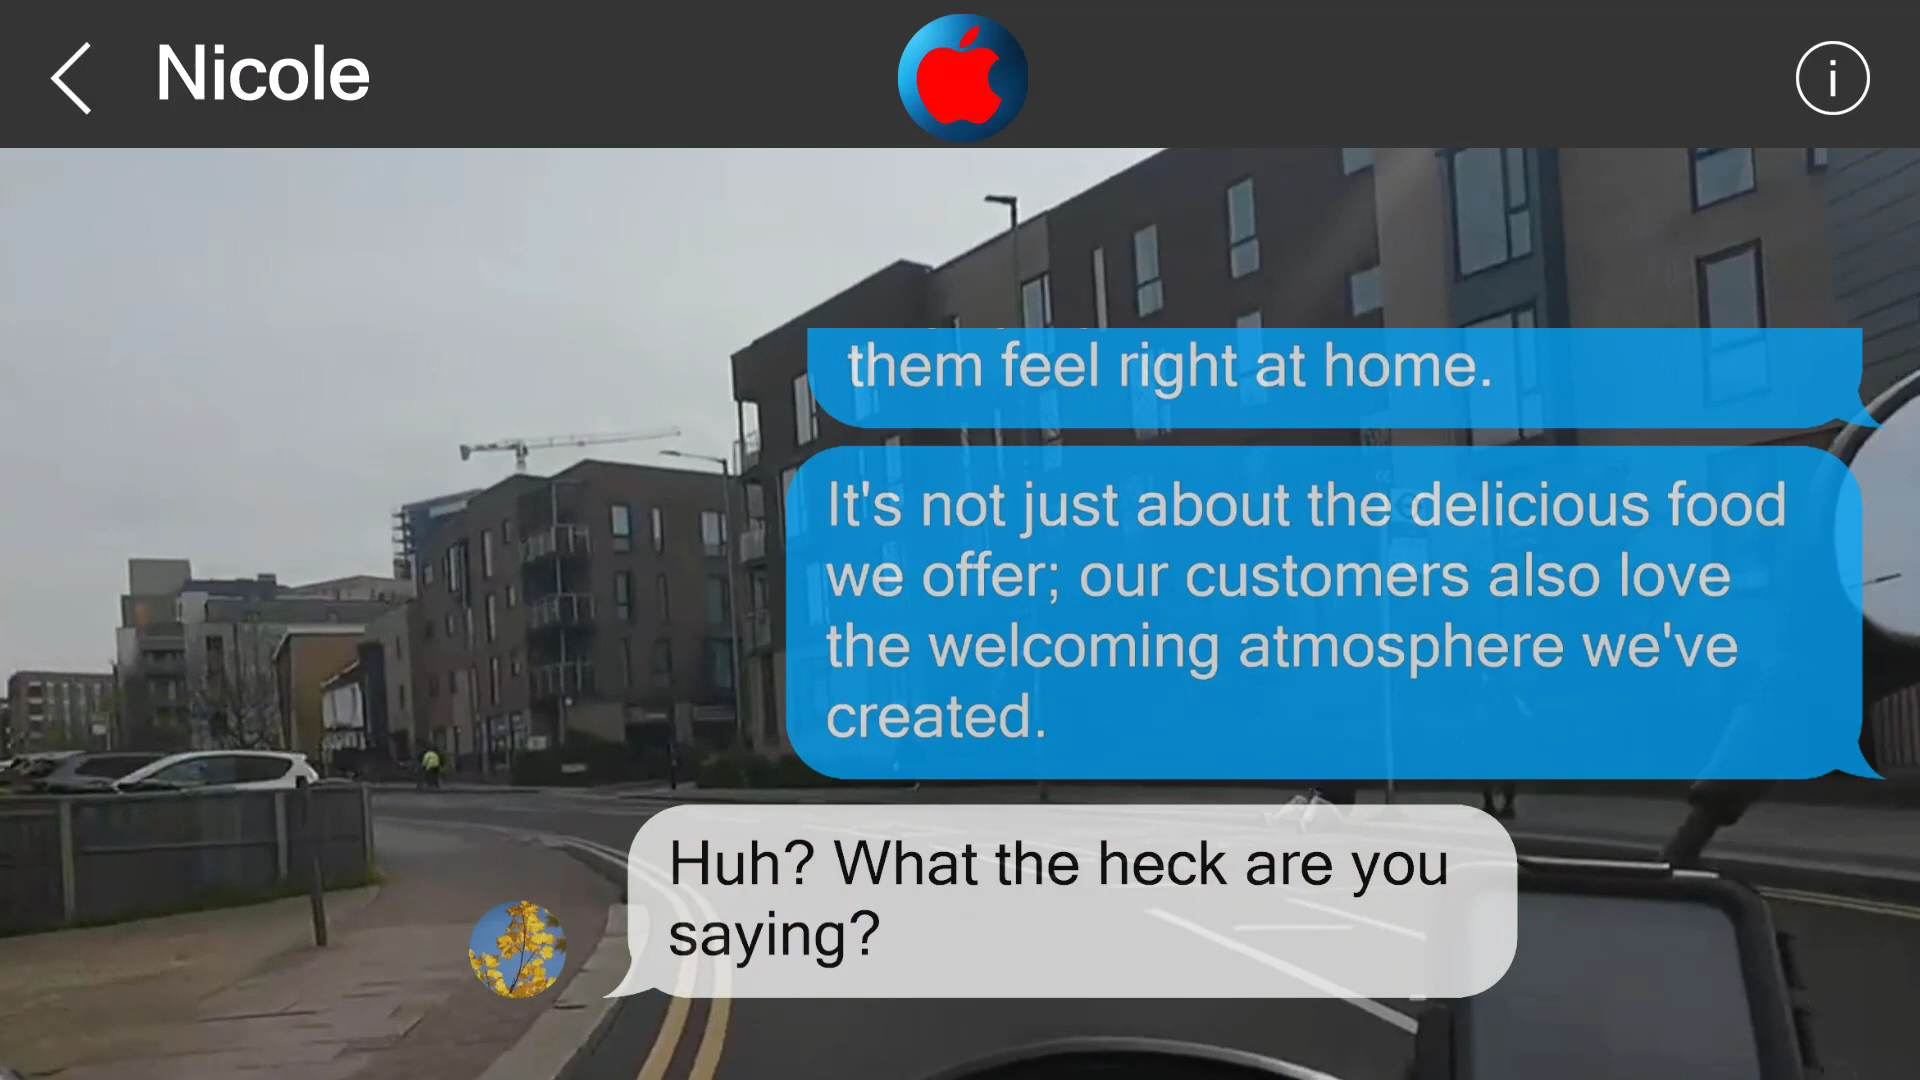 Nicole
them feel right at home.
It's not just about the delicious food
we offer; our customers also love
the welcoming atmosphere we've
created.
Huh? What the heck are you
saying?